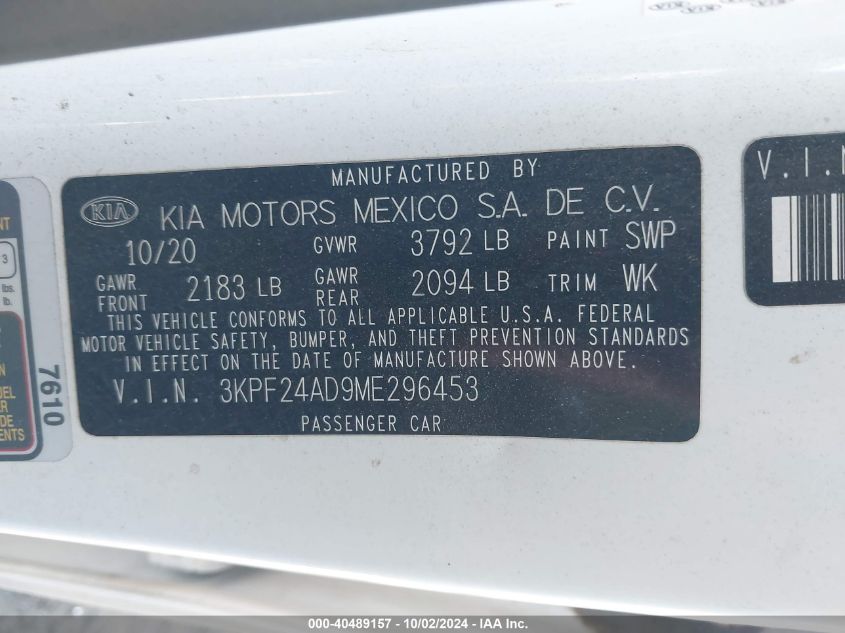 MANUFACTURED BY
KIA KIA MOTORS MEXICO S.A. DE C.V.
10/20 GVWR 3792 LB PAINT SWP
GAWR FRONT 2183 LB GAWR REAR 2094 LB TRIM WK
THIS VEHICLE CONFORMS TO ALL APPLICABLE U.S.A. FEDERAL
MOTOR VEHICLE SAFETY, BUMPER, AND THEFT PREVENTION STANDARDS
IN EFFECT ON THE DATE OF MANUFACTURE SHOWN ABOVE.
V.I.N. 3KPF24AD9ME296453
PASSENGER CAR
V.I.N
3
lbs.
lb.
7610
000-40489157 - 10/02/2024 - IAA Inc.